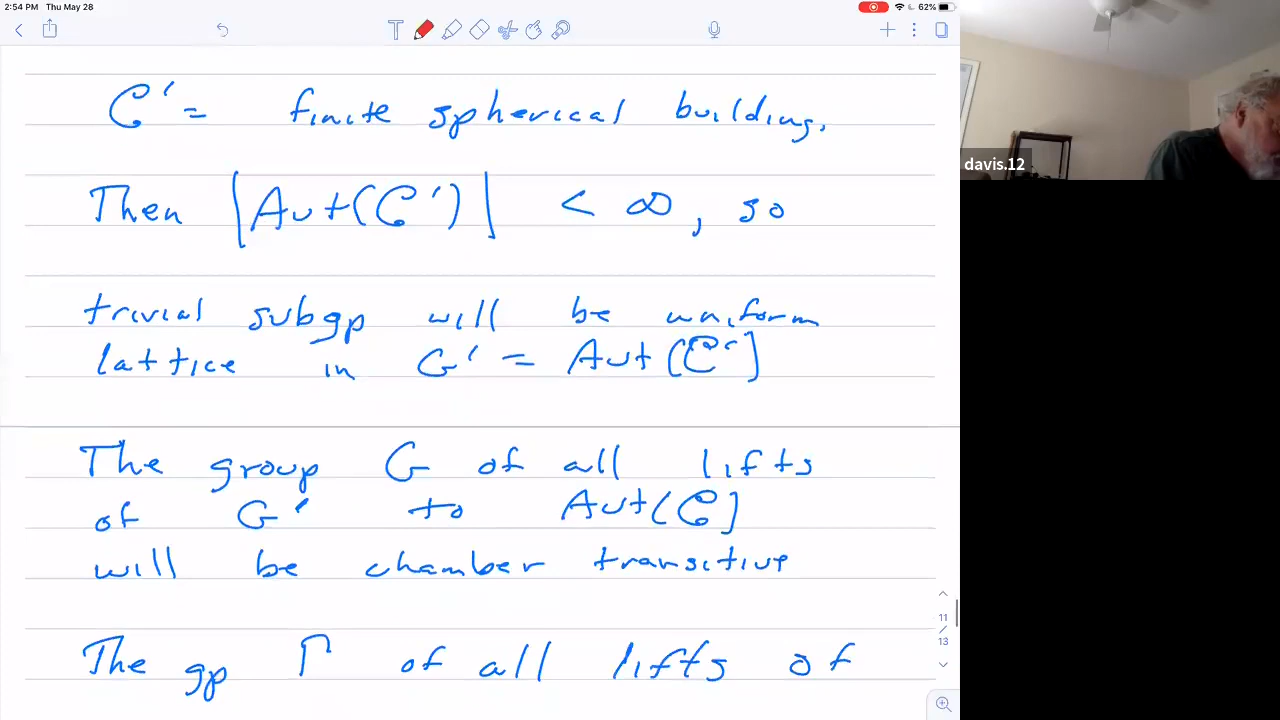 2:54 PM Thu May 28
62%
C' = finite spherical building.
Then |Aut(C')| < ∞, so
trivial subgp will be uniform
lattice in G' = Aut(C')
The group G of all lifts
of G' to Aut(C)
will be chamber transitive
The gp Γ of all lifts of
11
/
13
davis.12